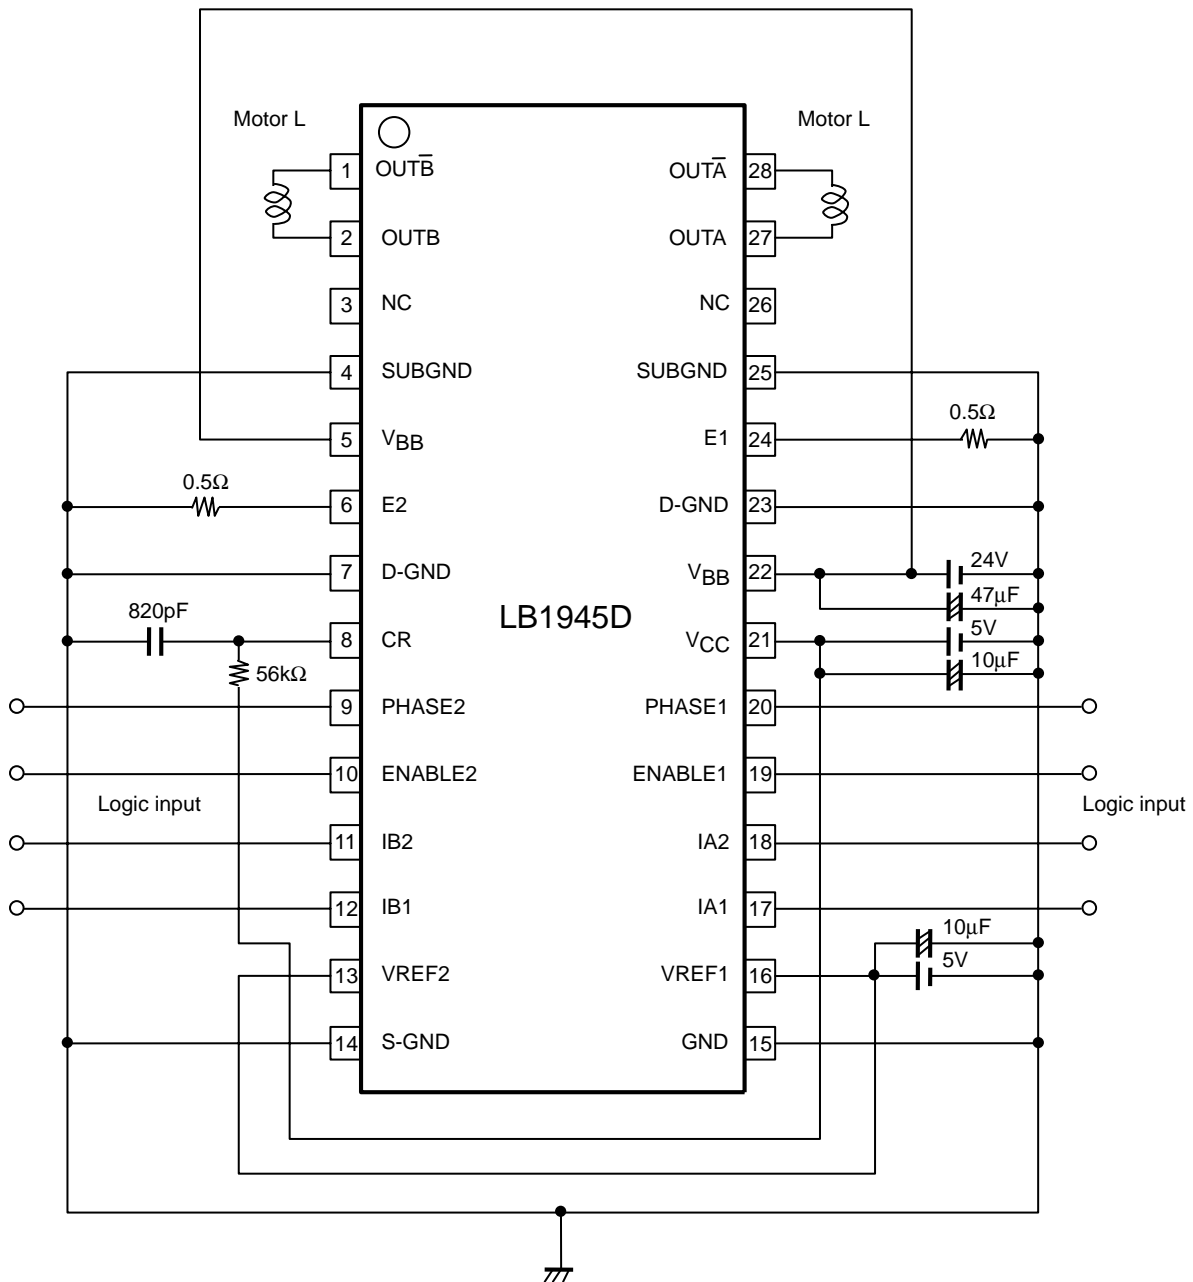 Motor L
Motor L
1 OUTB̅
OUTA̅ 28
2 OUTB
OUTA 27
3 NC
NC 26
4 SUBGND
SUBGND 25
0.5Ω
5 VBB
E1 24
0.5Ω
6 E2
D-GND 23
7 D-GND
VBB 22
24V
47μF
820pF
LB1945D
8 CR
VCC 21
5V
10μF
56kΩ
9 PHASE2
PHASE1 20
10 ENABLE2
ENABLE1 19
Logic input
Logic input
11 IB2
IA2 18
12 IB1
IA1 17
10μF
5V
13 VREF2
VREF1 16
14 S-GND
GND 15